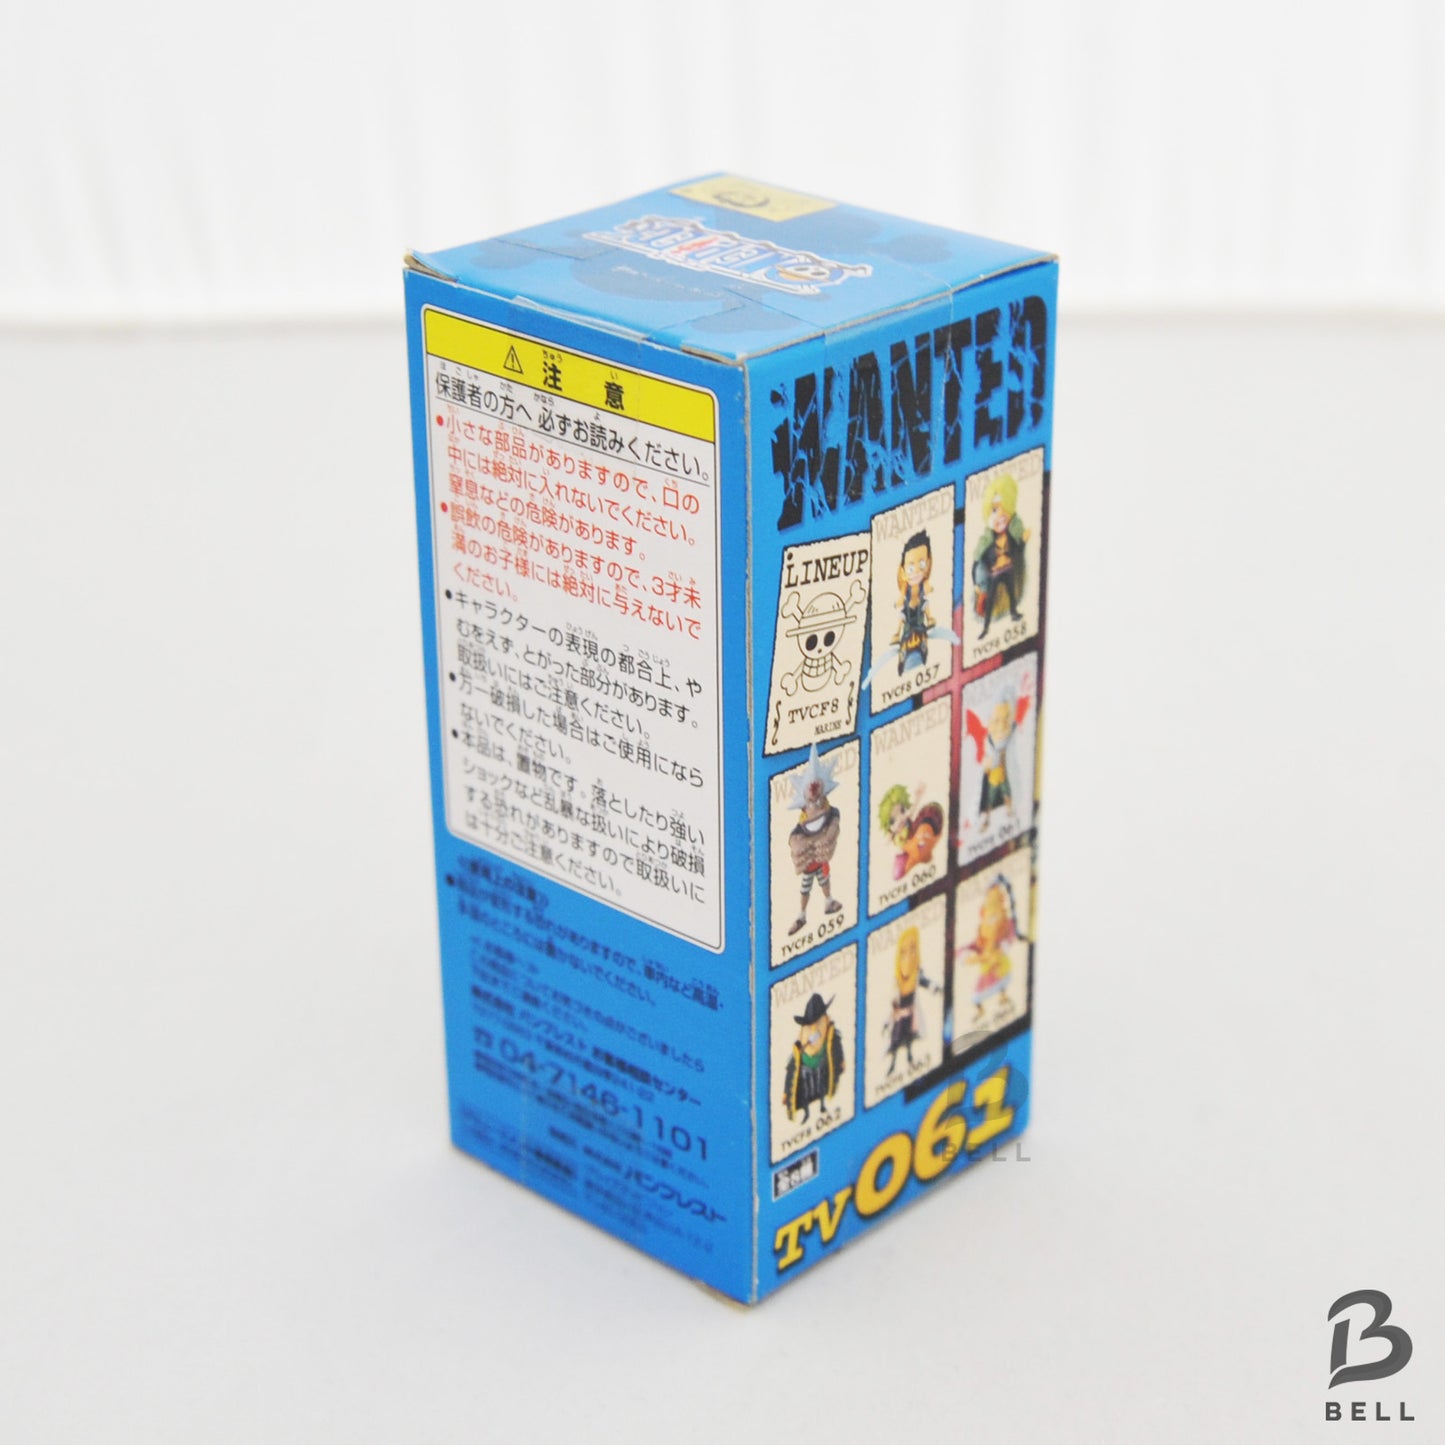 注意
保護者の方へ 必ずお読みください。
●小さな部品がありますので、口の
中には絶対に入れないでください。
窒息などの危険があります。
●誤飲の危険がありますので、3才未
満のお子様には絶対に与えないで
ください。
●キャラクターの表現の都合上、や
むをえず、とがった部分があります。
取扱いにはご注意ください。
●万一破損した場合はご使用になら
ないでください。
●本品は、置物です。落としたり強い
ショックなど乱暴な扱いにより破損
する恐れがありますので取扱いに
は十分ご注意ください。
☎04-7146-1101
バンプレスト
WANTED
LINEUP
TVCF8
MARINE
WANTED
TVCF8 057
WANTED
TVCF8 058
WANTED
TVCF8 059
WANTED
TVCF8 060
WANTED
TVCF8 061
WANTED
TVCF8 062
WANTED
TVCF8 063
全8種
TV061
BELL
B
BELL